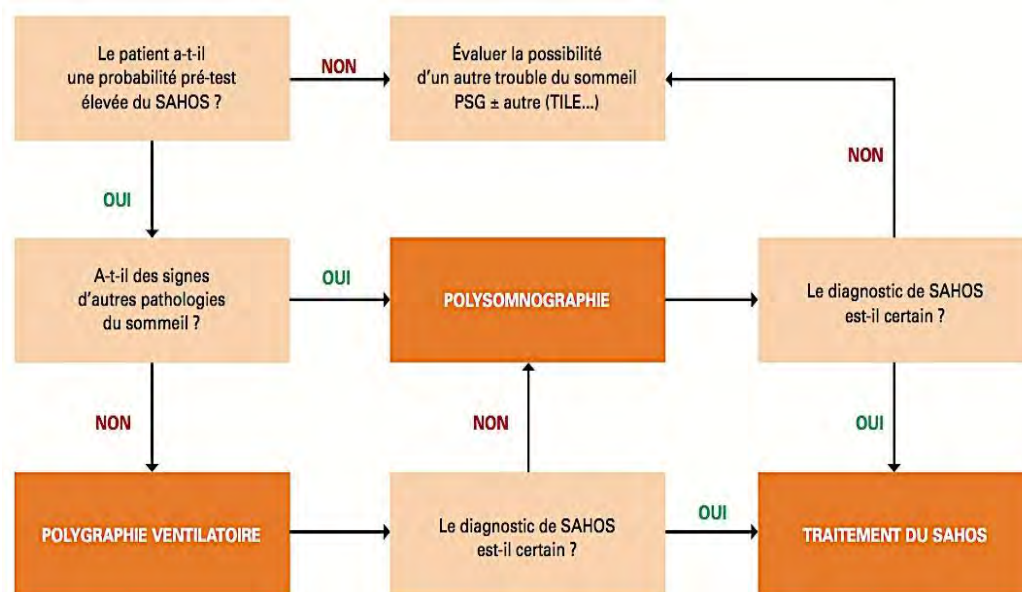 Le patient a-t-il
une probabilité pré-test
élevée du SAHOS ?
NON
Évaluer la possibilité
d'un autre trouble du sommeil
PSG ± autre (TILE...)
NON
OUI
A-t-il des signes
d'autres pathologies
du sommeil ?
OUI
POLYSOMNOGRAPHIE
Le diagnostic de SAHOS
est-il certain ?
NON
NON
OUI
POLYGRAPHIE VENTILATOIRE
Le diagnostic de SAHOS
est-il certain ?
OUI
TRAITEMENT DU SAHOS